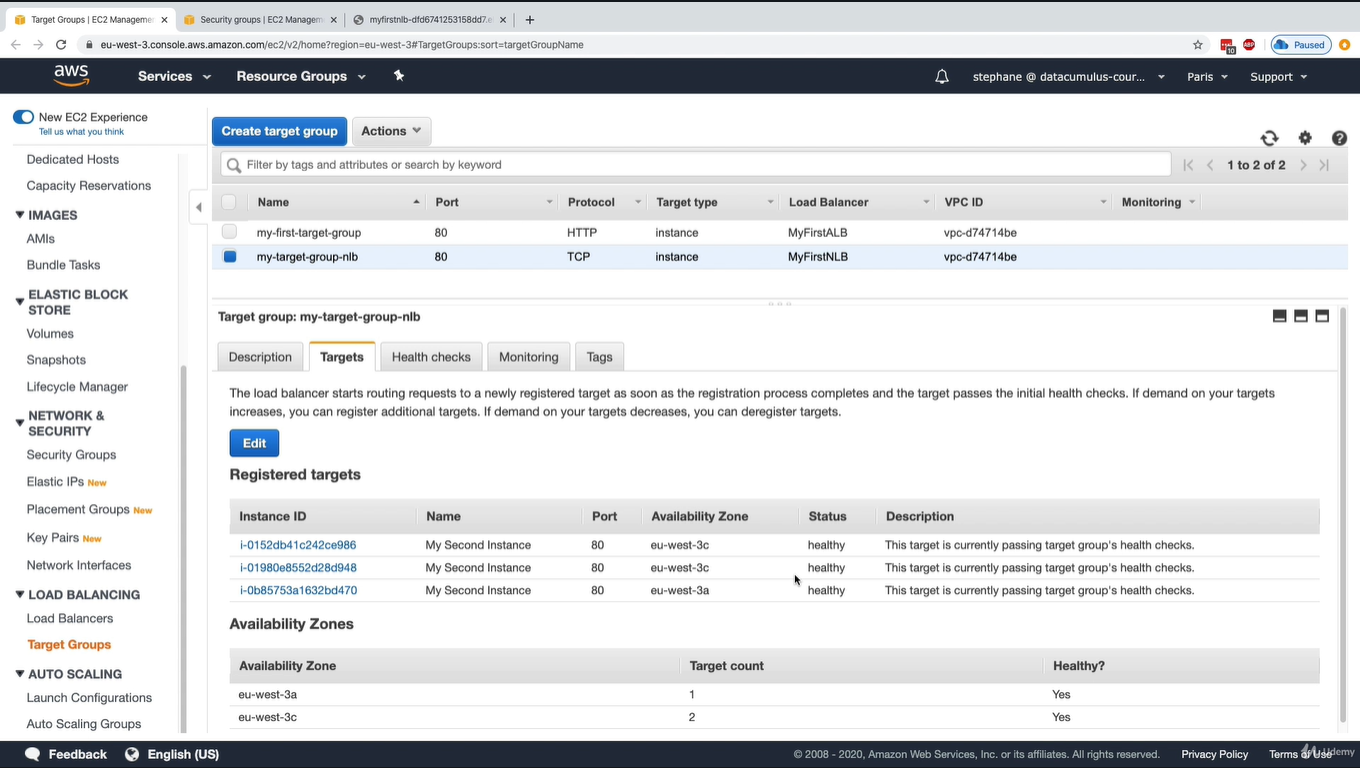 Target Groups | EC2 Managemen
Security groups | EC2 Managem
myfirstnlb-dfd6741253158dd7.e
eu-west-3.console.aws.amazon.com/ec2/v2/home?region=eu-west-3#TargetGroups:sort=targetGroupName
10
ABP
Paused
aws
Services
Resource Groups
stephane @ datacumulus-cour...
Paris
Support
New EC2 Experience
Tell us what you think
Dedicated Hosts
Capacity Reservations
IMAGES
AMIs
Bundle Tasks
ELASTIC BLOCK
STORE
Volumes
Snapshots
Lifecycle Manager
NETWORK &
SECURITY
Security Groups
Elastic IPs New
Placement Groups New
Key Pairs New
Network Interfaces
LOAD BALANCING
Load Balancers
Target Groups
AUTO SCALING
Launch Configurations
Auto Scaling Groups
Create target group
Actions
Filter by tags and attributes or search by keyword
1 to 2 of 2
Name Port Protocol Target type Load Balancer VPC ID Monitoring
my-first-target-group 80 HTTP instance MyFirstALB vpc-d74714be
my-target-group-nlb 80 TCP instance MyFirstNLB vpc-d74714be
Target group: my-target-group-nlb
Description Targets Health checks Monitoring Tags
The load balancer starts routing requests to a newly registered target as soon as the registration process completes and the target passes the initial health checks. If demand on your targets
increases, you can register additional targets. If demand on your targets decreases, you can deregister targets.
Edit
Registered targets
Instance ID Name Port Availability Zone Status Description
i-0152db41c242ce986 My Second Instance 80 eu-west-3c healthy This target is currently passing target group's health checks.
i-01980e8552d28d948 My Second Instance 80 eu-west-3c healthy This target is currently passing target group's health checks.
i-0b85753a1632bd470 My Second Instance 80 eu-west-3a healthy This target is currently passing target group's health checks.
Availability Zones
Availability Zone Target count Healthy?
eu-west-3a 1 Yes
eu-west-3c 2 Yes
Feedback
English (US)
© 2008 - 2020, Amazon Web Services, Inc. or its affiliates. All rights reserved.
Privacy Policy
Terms of Use
Udemy